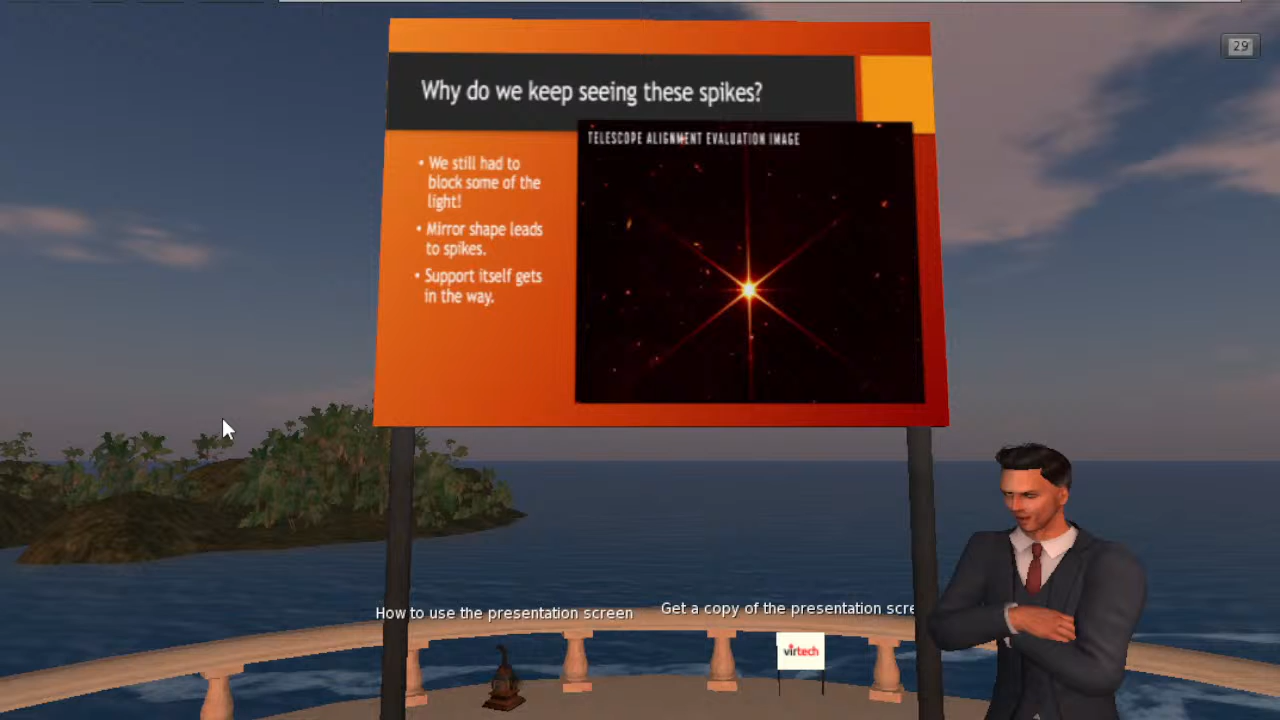 29
Why do we keep seeing these spikes?
TELESCOPE ALIGNMENT EVALUATION IMAGE
• We still had to
block some of the
light!
• Mirror shape leads
to spikes.
• Support itself gets
in the way.
How to use the presentation screen
Get a copy of the presentation scre
virtech